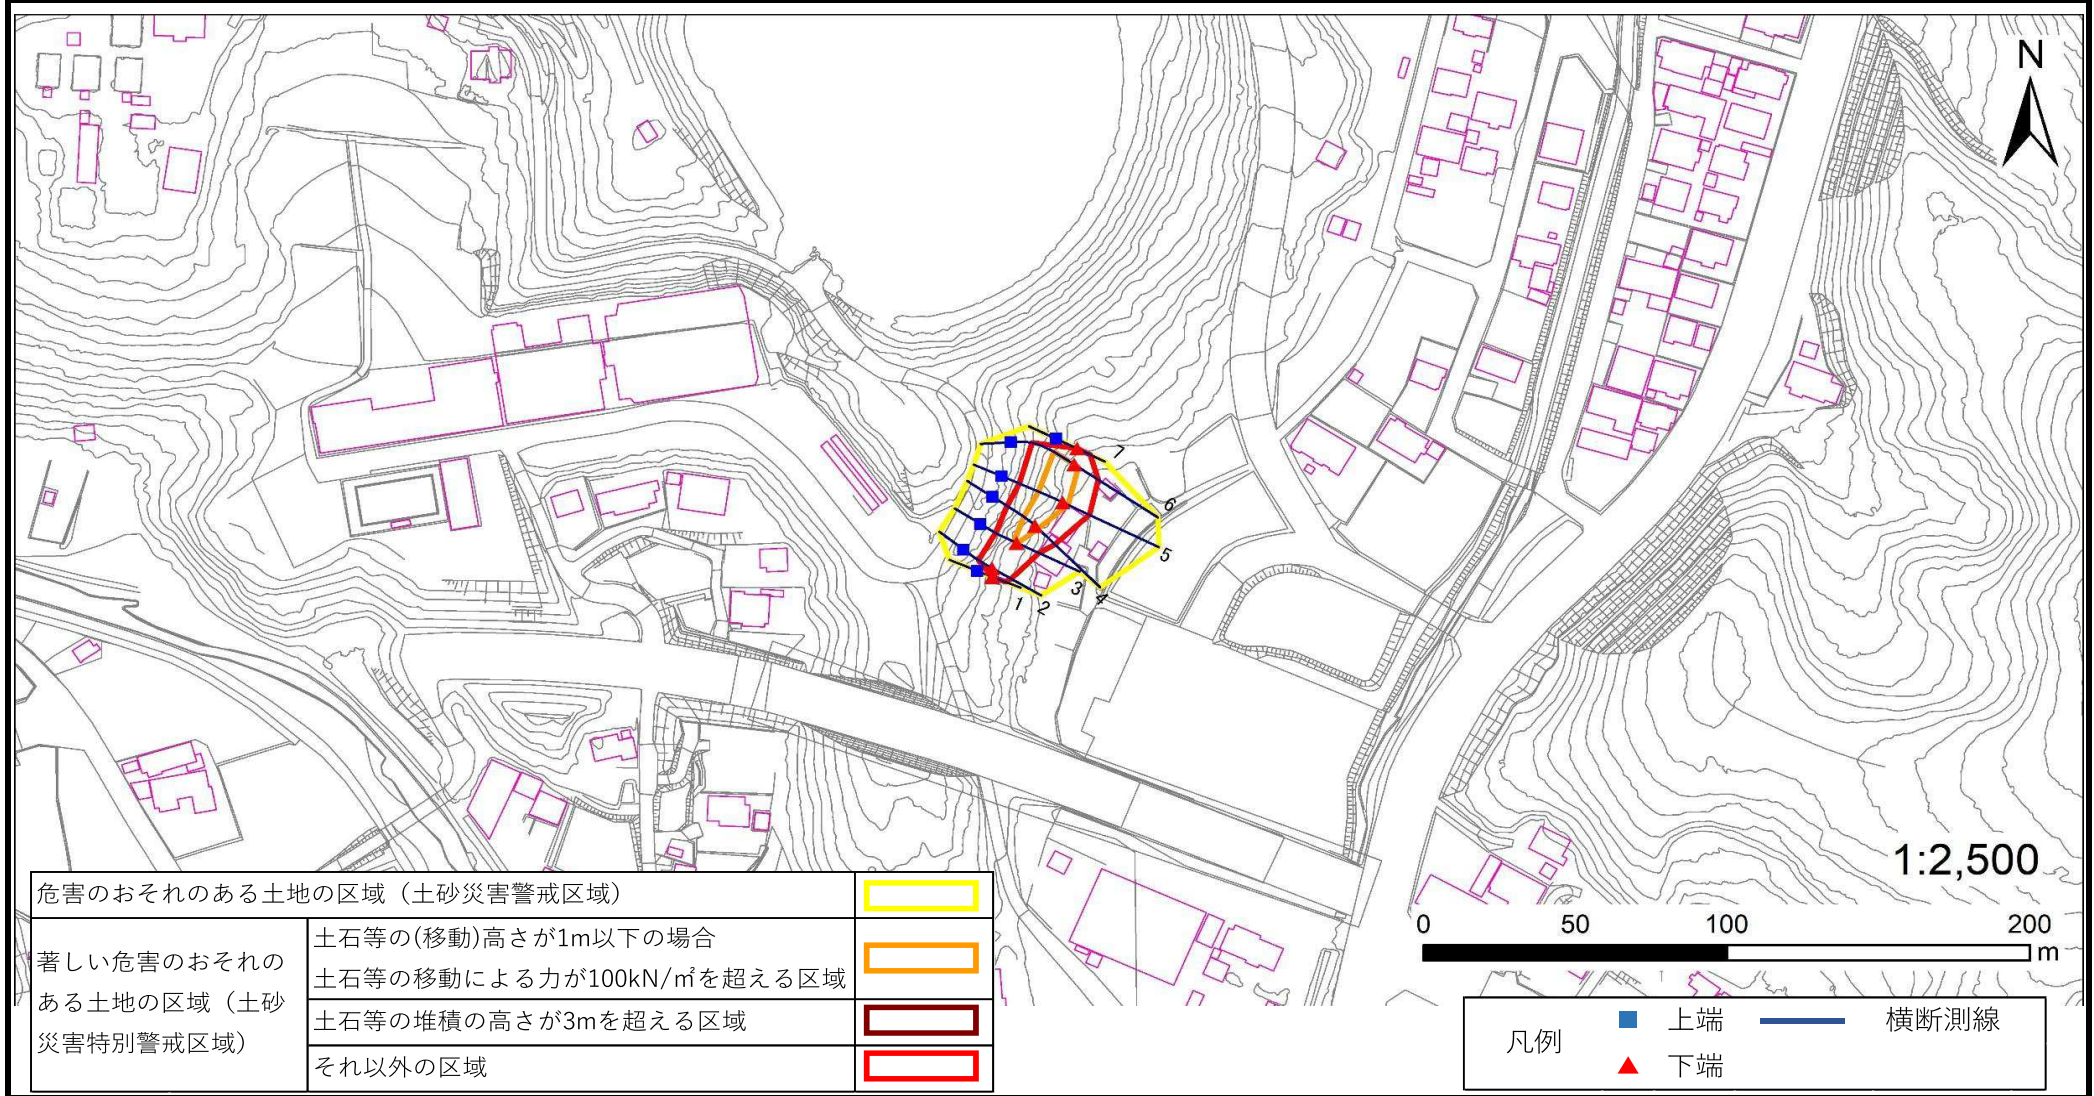 N
7
6
5
4
3
2
1
1:2,500
0 50 100 200
m
危害のおそれのある土地の区域（土砂災害警戒区域）
著しい危害のおそれの
ある土地の区域（土砂
災害特別警戒区域）
土石等の(移動)高さが1m以下の場合
土石等の移動による力が100kN/㎡を超える区域
土石等の堆積の高さが3mを超える区域
それ以外の区域
凡例
上端
横断測線
下端